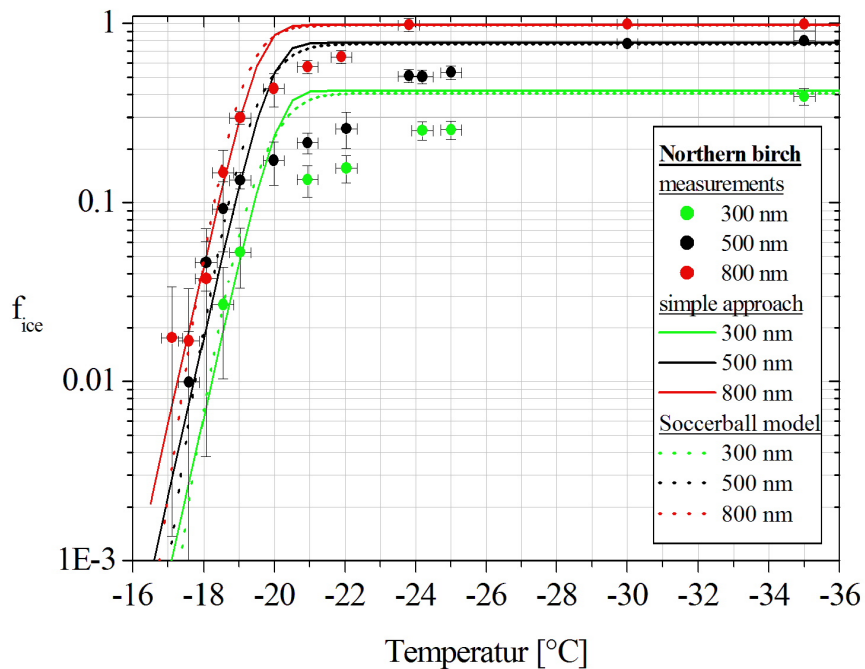 1
0.1
0.01
1E-3
f_ice
-16 -18 -20 -22 -24 -26 -28 -30 -32 -34 -36
Temperatur [°C]
Northern birch
measurements
300 nm
500 nm
800 nm
simple approach
300 nm
500 nm
800 nm
Soccerball model
300 nm
500 nm
800 nm